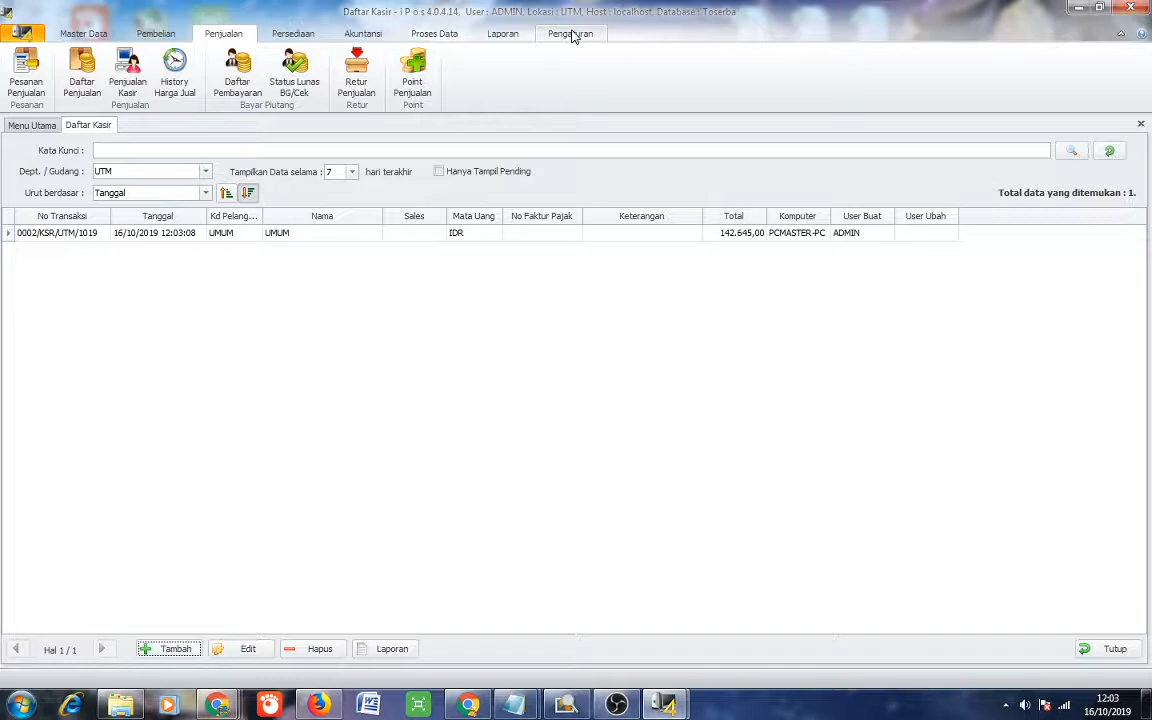 Daftar Kasir - i P o s 4.0.4.14, User : ADMIN, Lokasi : UTM, Host : localhost, Database : Toserba
Master Data Pembelian Penjualan Persediaan Akuntansi Proses Data Laporan Pengaturan
Pesanan Penjualan
Daftar Penjualan
Penjualan Kasir
History Harga Jual
Daftar Pembayaran
Status Lunas BG/Cek
Retur Penjualan
Point Penjualan
Pesanan Penjualan Bayar Piutang Retur Point
Menu Utama Daftar Kasir
Kata Kunci :
Dept. / Gudang : UTM Tampilkan Data selama : 7 hari terakhir Hanya Tampil Pending
Urut berdasar : Tanggal Total data yang ditemukan : 1.
No Transaksi Tanggal Kd Pelang... Nama Sales Mata Uang No Faktur Pajak Keterangan Total Komputer User Buat User Ubah
0002/KSR/UTM/1019 16/10/2019 12:03:08 UMUM UMUM IDR 142.645,00 PCMASTER-PC ADMIN
Hal 1 / 1 Tambah Edit Hapus Laporan Tutup
12:03
16/10/2019